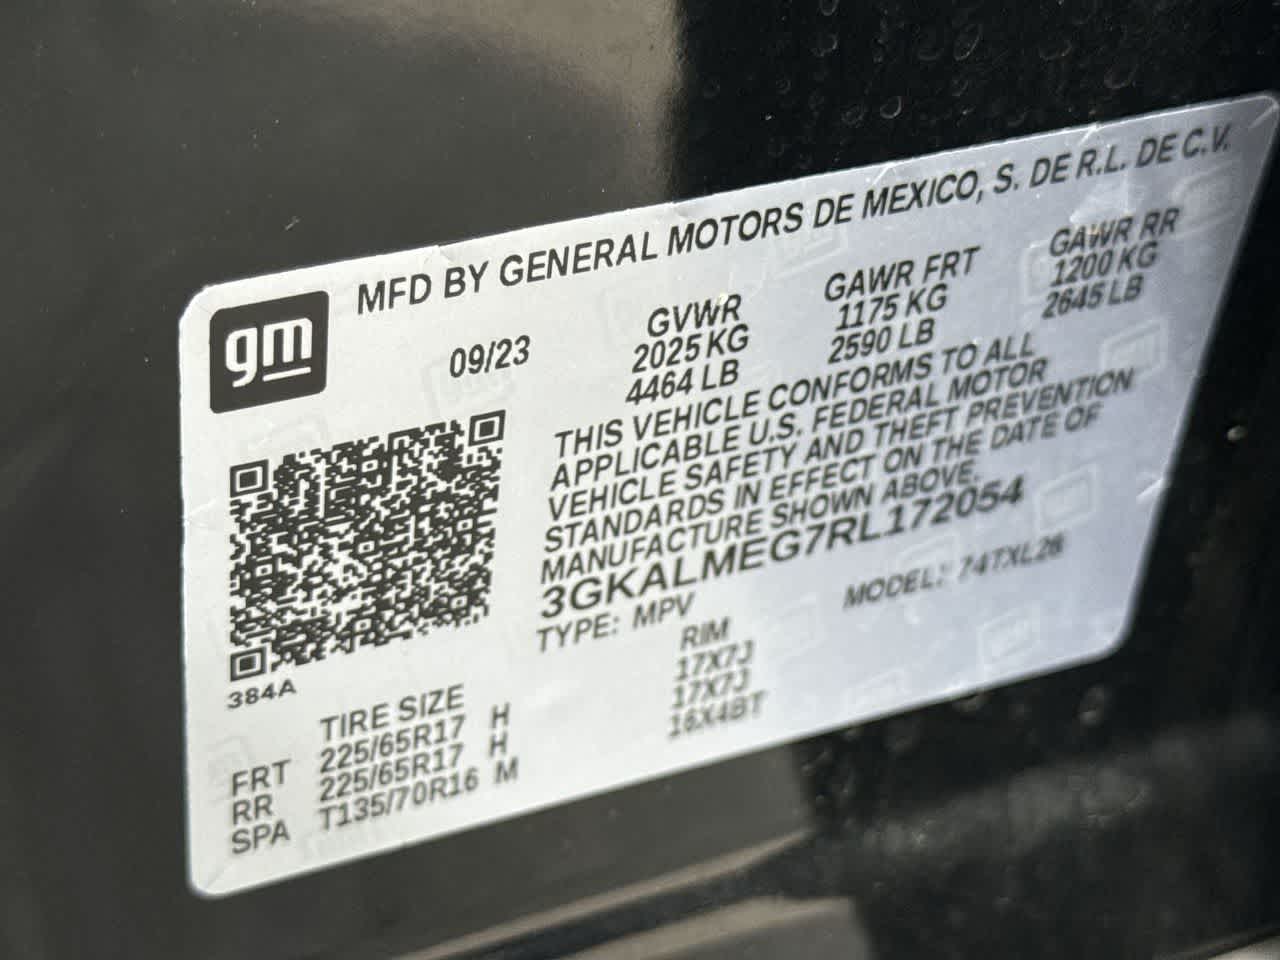 gm
MFD BY GENERAL MOTORS DE MEXICO, S. DE R.L. DE C.V.
09/23
GVWR
2025 KG
4464 LB
GAWR FRT
1175 KG
2590 LB
GAWR RR
1200 KG
2645 LB
THIS VEHICLE CONFORMS TO ALL
APPLICABLE U.S. FEDERAL MOTOR
VEHICLE SAFETY AND THEFT PREVENTION
STANDARDS IN EFFECT ON THE DATE OF
MANUFACTURE SHOWN ABOVE.
3GKALMEG7RL172054
TYPE: MPV
MODEL: 74TXL26
384A
TIRE SIZE RIM
FRT 225/65R17 H 17X7J
RR 225/65R17 H 17X7J
SPA T135/70R16 M 16X4BT